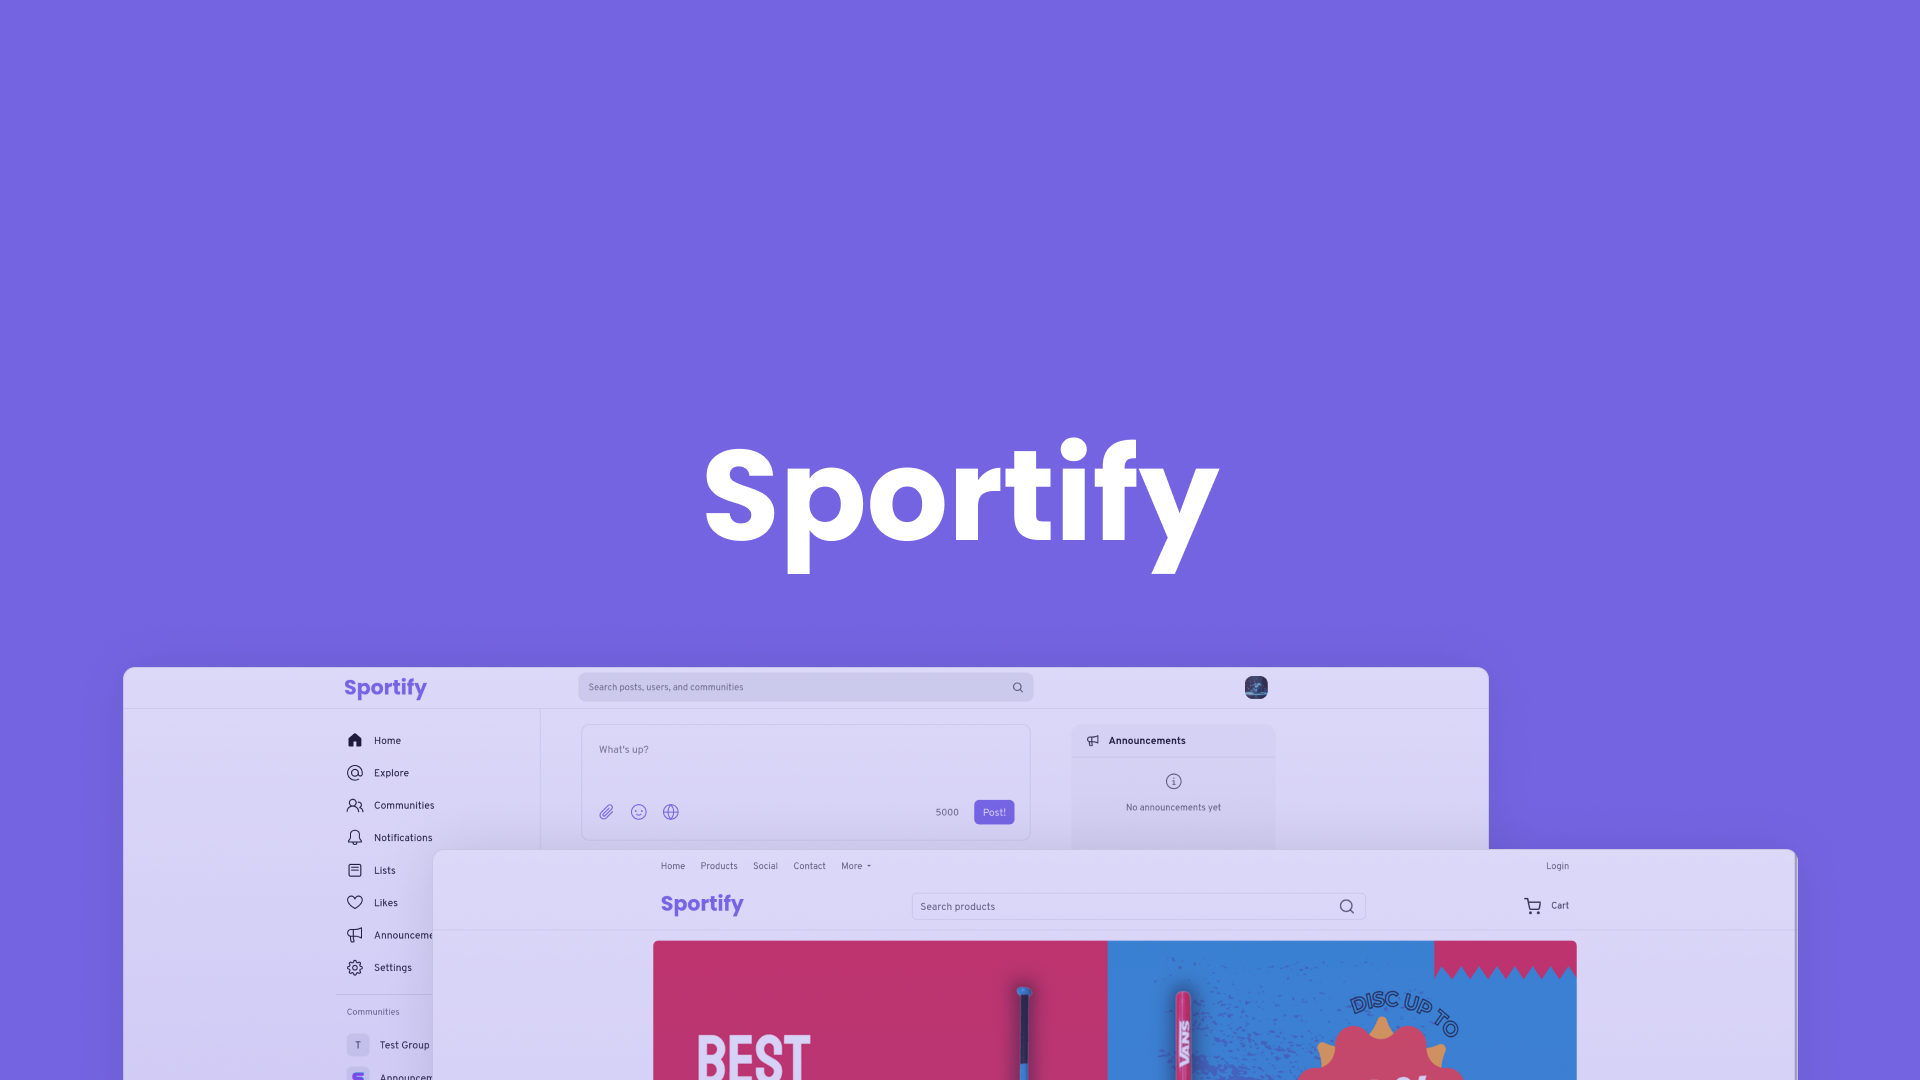 Sportify
Sportify
Search posts, users, and communities
Home
Explore
Communities
Notifications
Lists
Likes
Announceme
Settings
Communities
T
Test Group
Announcem
What's up?
5000
Post!
Announcements
No announcements yet
Home Products Social Contact More
Login
Sportify
Search products
Cart
BEST
VANS
DISC UP TO